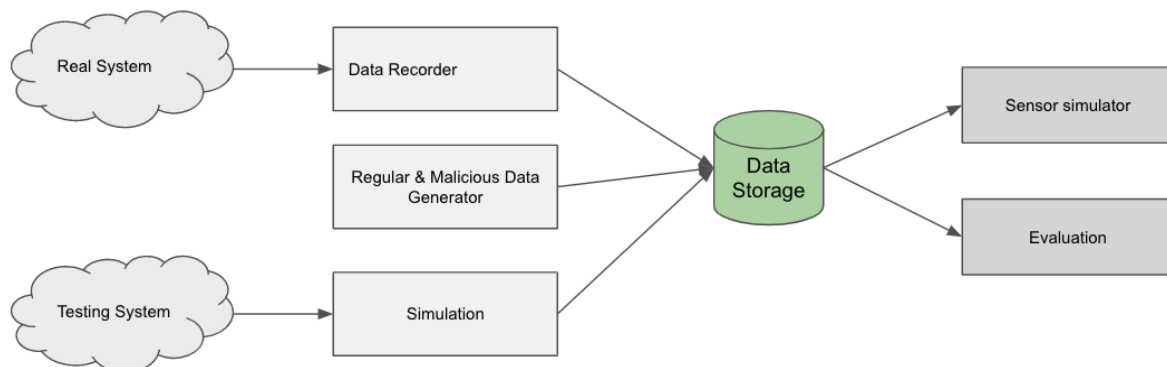 Real System
Data Recorder
Sensor simulator
Regular & Malicious Data
Generator
Data
Storage
Evaluation
Testing System
Simulation